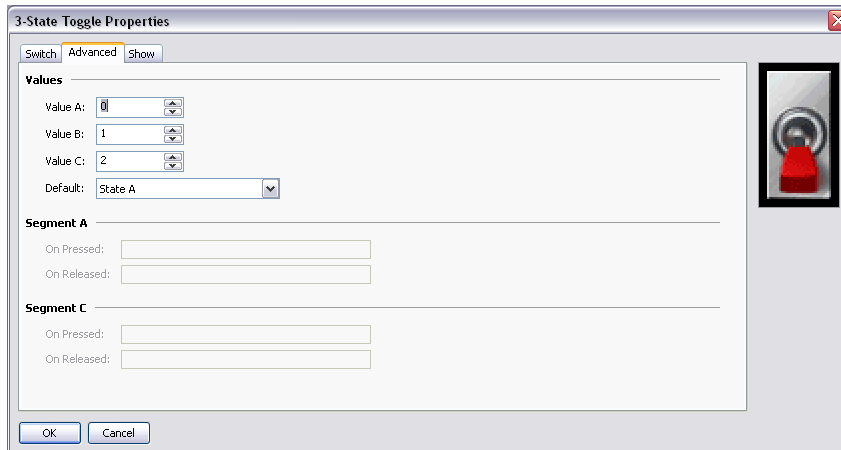 3-State Toggle Properties
Switch Advanced Show
Values
Value A: 0
Value B: 1
Value C: 2
Default: State A
Segment A
On Pressed:
On Released:
Segment C
On Pressed:
On Released:
OK Cancel